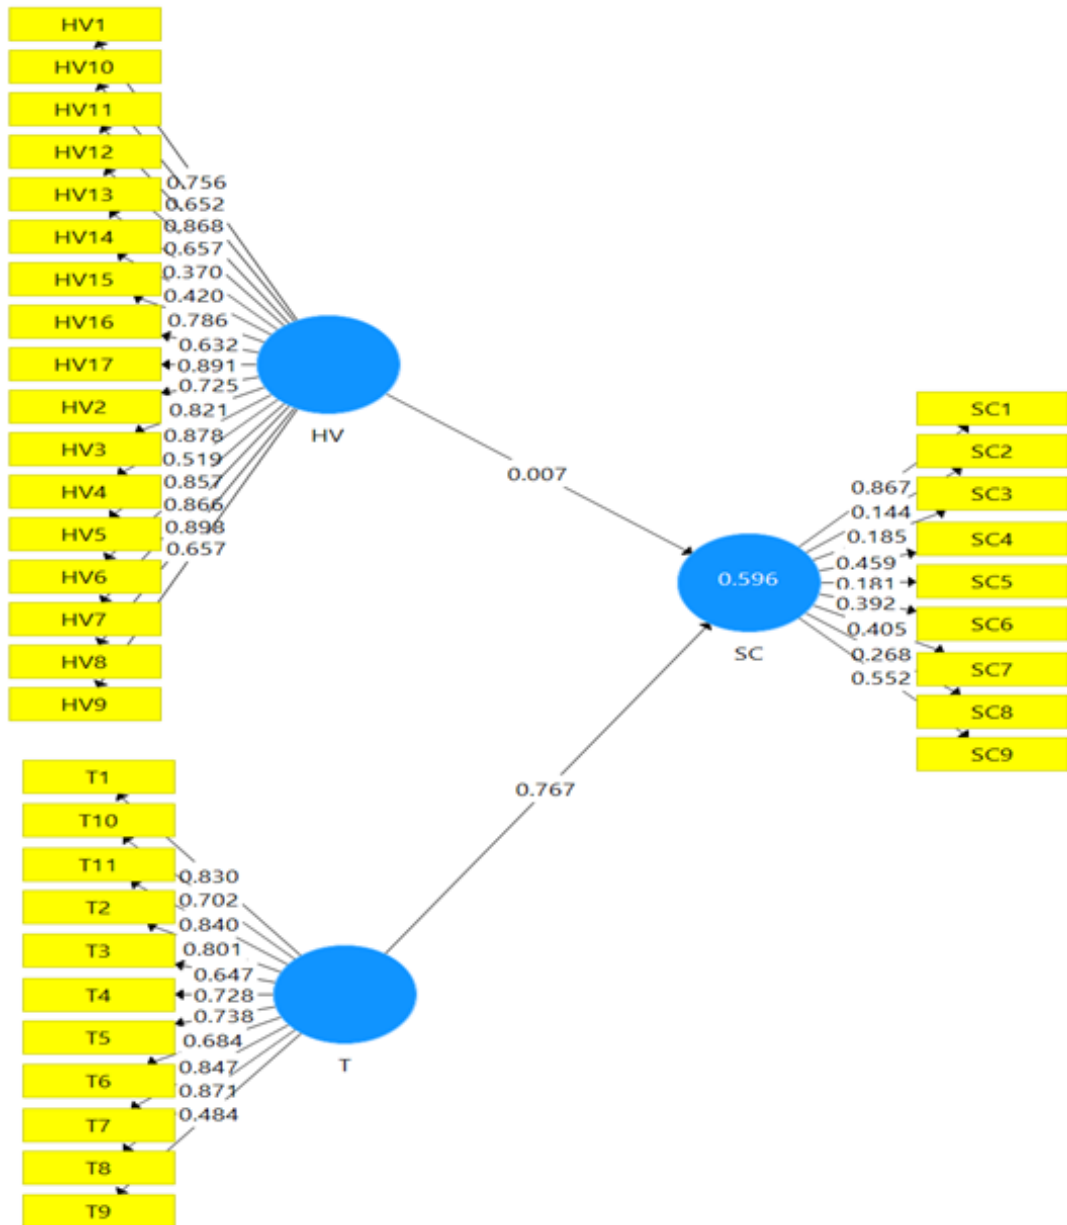 HV1
HV10
HV11
HV12
HV13
HV14
HV15
HV16
HV17
HV2
HV3
HV4
HV5
HV6
HV7
HV8
HV9
0.756
0.652
0.868
0.657
0.370
0.420
0.786
0.632
0.891
0.725
0.821
0.878
0.519
0.857
0.866
0.898
0.657
HV
0.007
0.596
SC
0.867
0.144
0.185
0.459
0.181
0.392
0.405
0.268
0.552
SC1
SC2
SC3
SC4
SC5
SC6
SC7
SC8
SC9
0.767
T1
T10
T11
T2
T3
T4
T5
T6
T7
T8
T9
0.830
0.702
0.840
0.801
0.647
0.728
0.738
0.684
0.847
0.871
0.484
T